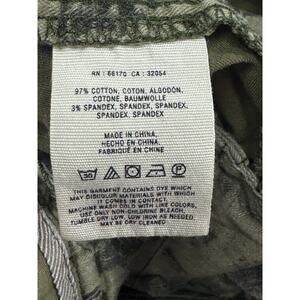 RN : 66170 CA : 32054
97% COTTON, COTON, ALGODÓN,
COTONE, BAUMWOLLE
3% SPANDEX, SPANDEX, SPANDEX,
SPANDEX, SPANDEX
MADE IN CHINA,
HECHO EN CHINA,
FABRIQUÉ EN CHINE
30
THIS GARMENT CONTAINS DYE WHICH
MAY DISCOLOR MATERIALS WITH WHICH
IT COMES IN CONTACT.
MACHINE WASH COLD WITH LIKE COLORS,
USE ONLY NON-CHLORINE BLEACH,
TUMBLE DRY LOW, LOW IRON AS NEEDED,
MAY BE DRY CLEANED